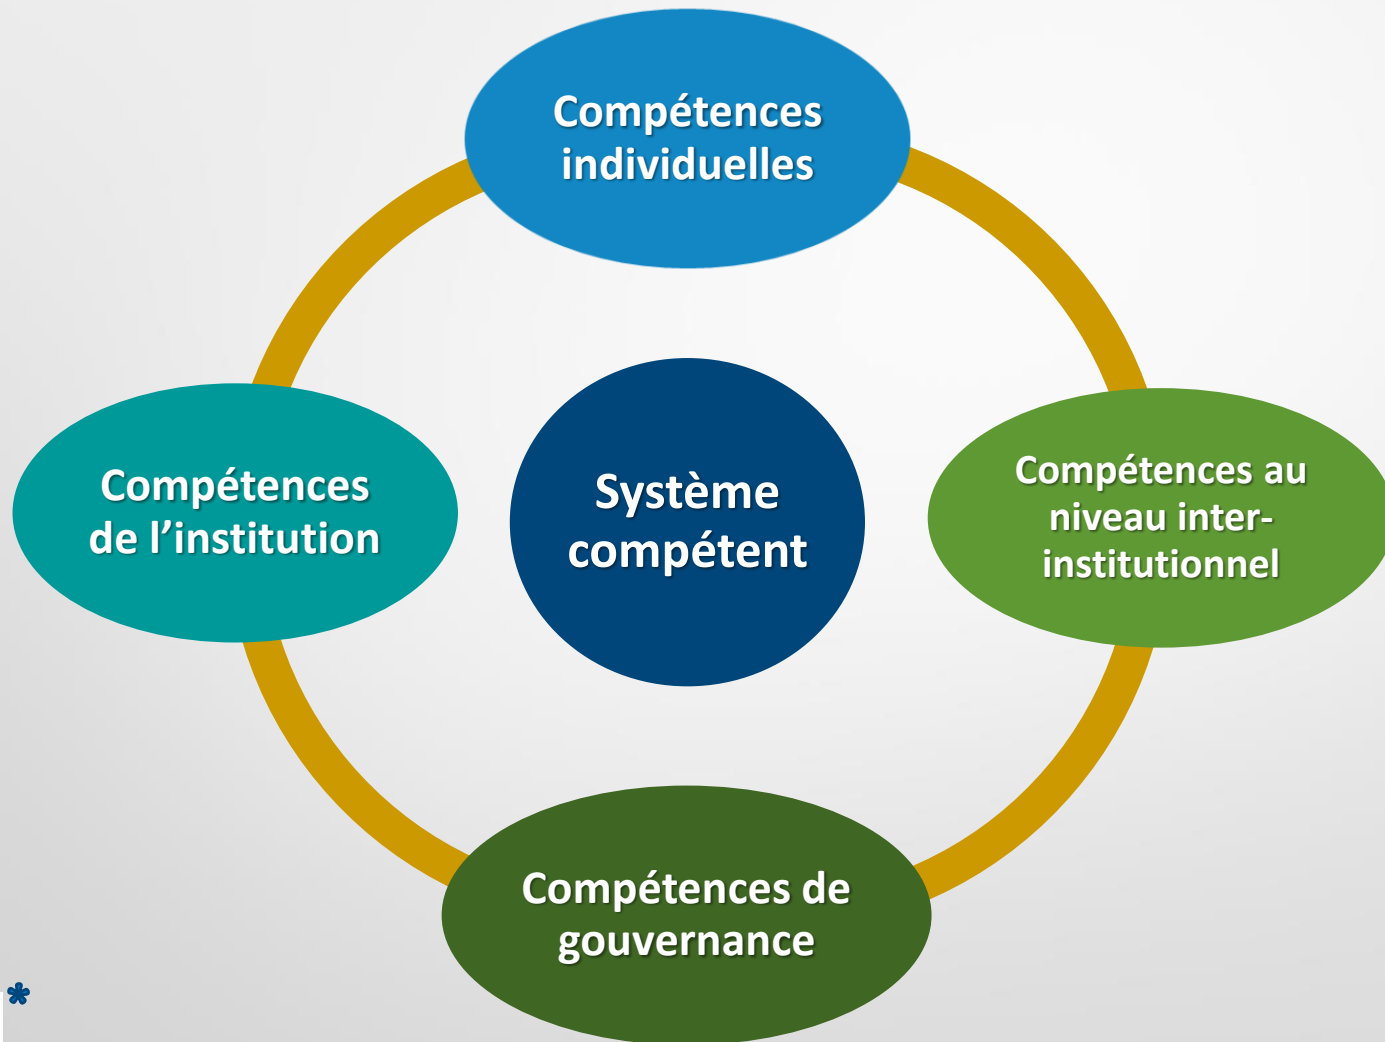 Compétences
individuelles
Compétences
de l’institution
Système
compétent
Compétences au
niveau inter-
institutionnel
Compétences de
gouvernance
*